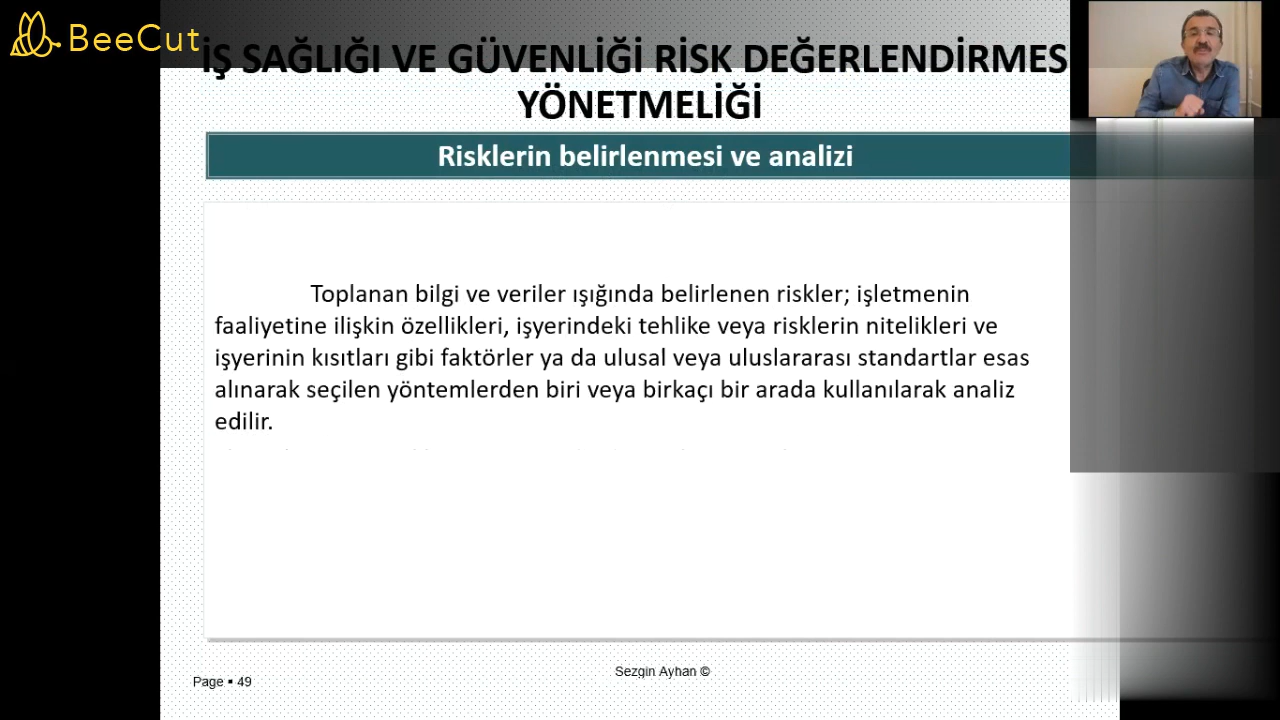 BeeCut
İŞ SAĞLIĞI VE GÜVENLİĞİ RİSK DEĞERLENDİRMES
YÖNETMELİĞİ
Risklerin belirlenmesi ve analizi
Toplanan bilgi ve veriler ışığında belirlenen riskler; işletmenin
faaliyetine ilişkin özellikleri, işyerindeki tehlike veya risklerin nitelikleri ve
işyerinin kısıtları gibi faktörler ya da ulusal veya uluslararası standartlar esas
alınarak seçilen yöntemlerden biri veya birkaçı bir arada kullanılarak analiz
edilir.
Sezgin Ayhan ©
Page ▪ 49